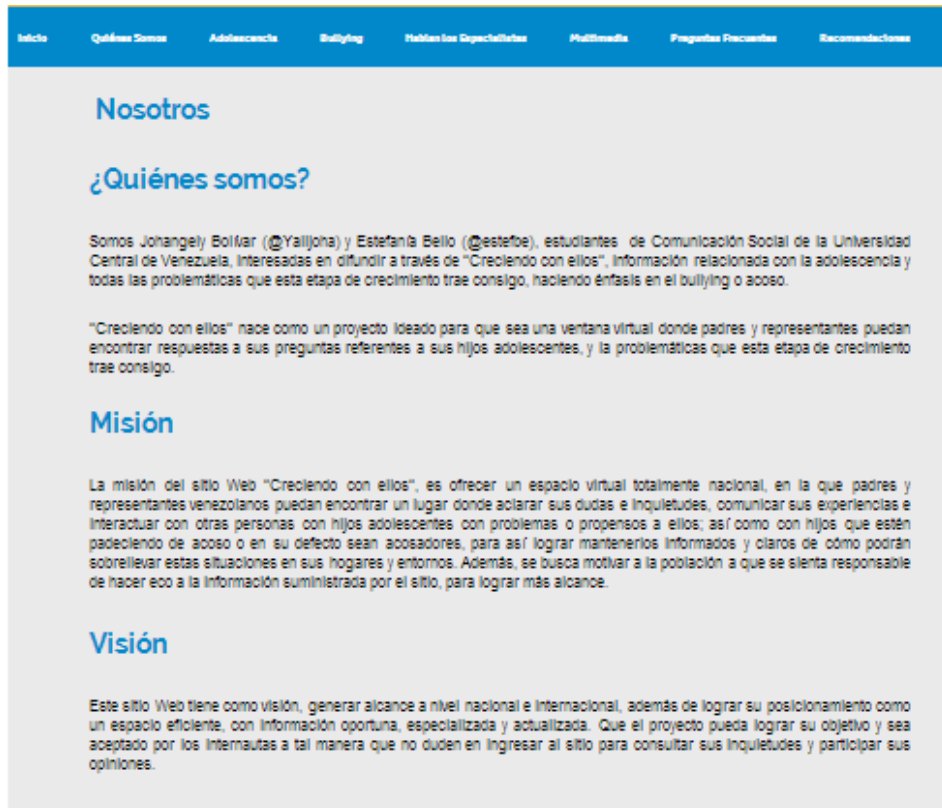 Inicio Quiénes Somos Adolescencia Bullying Hablan los Especialistas Multimedia Preguntas Frecuentes Recomendaciones
Nosotros
¿Quiénes somos?
Somos Johangely Bolívar (@Yalijoha) y Estefanía Bello (@estefbe), estudiantes de Comunicación Social de la Universidad
Central de Venezuela, interesadas en difundir a través de "Creciendo con ellos", información relacionada con la adolescencia y
todas las problemáticas que esta etapa de crecimiento trae consigo, haciendo énfasis en el bullying o acoso.
"Creciendo con ellos" nace como un proyecto ideado para que sea una ventana virtual donde padres y representantes puedan
encontrar respuestas a sus preguntas referentes a sus hijos adolescentes, y la problemáticas que esta etapa de crecimiento
trae consigo.
Misión
La misión del sitio Web "Creciendo con ellos", es ofrecer un espacio virtual totalmente nacional, en la que padres y
representantes venezolanos puedan encontrar un lugar donde aclarar sus dudas e inquietudes, comunicar sus experiencias e
interactuar con otras personas con hijos adolescentes con problemas o propensos a ellos; así como con hijos que estén
padeciendo de acoso o en su defecto sean acosadores, para así lograr mantenerlos informados y claros de cómo podrán
sobrellevar estas situaciones en sus hogares y entornos. Además, se busca motivar a la población a que se sienta responsable
de hacer eco a la información suministrada por el sitio, para lograr más alcance.
Visión
Este sitio Web tiene como visión, generar alcance a nivel nacional e internacional, además de lograr su posicionamiento como
un espacio eficiente, con información oportuna, especializada y actualizada. Que el proyecto pueda lograr su objetivo y sea
aceptado por los internautas a tal manera que no duden en ingresar al sitio para consultar sus inquietudes y participar sus
opiniones.